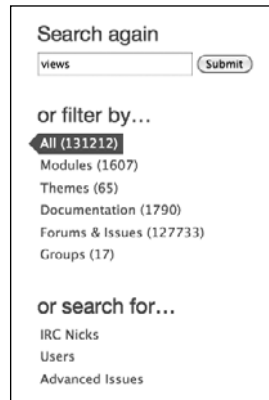 Search again
views Submit
or filter by...
All (131212)
Modules (1607)
Themes (65)
Documentation (1790)
Forums & Issues (127733)
Groups (17)
or search for...
IRC Nicks
Users
Advanced Issues